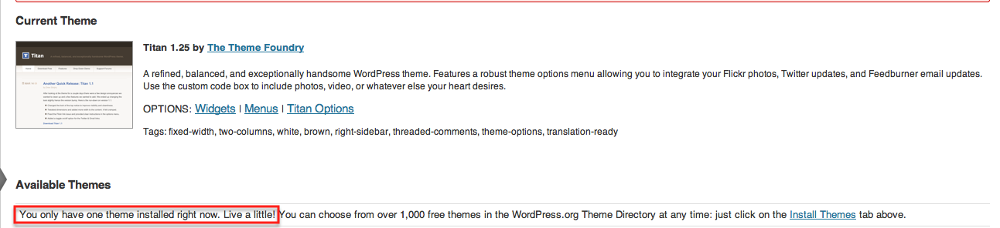 Current Theme
Titan
Another Quick Release: Titan 1.1
Titan 1.25 by The Theme Foundry
A refined, balanced, and exceptionally handsome WordPress theme. Features a robust theme options menu allowing you to integrate your Flickr photos, Twitter updates, and Feedburner email updates.
Use the custom code box to include photos, video, or whatever else your heart desires.
OPTIONS: Widgets | Menus | Titan Options
Tags: fixed-width, two-columns, white, brown, right-sidebar, threaded-comments, theme-options, translation-ready
Available Themes
You only have one theme installed right now. Live a little! You can choose from over 1,000 free themes in the WordPress.org Theme Directory at any time: just click on the Install Themes tab above.